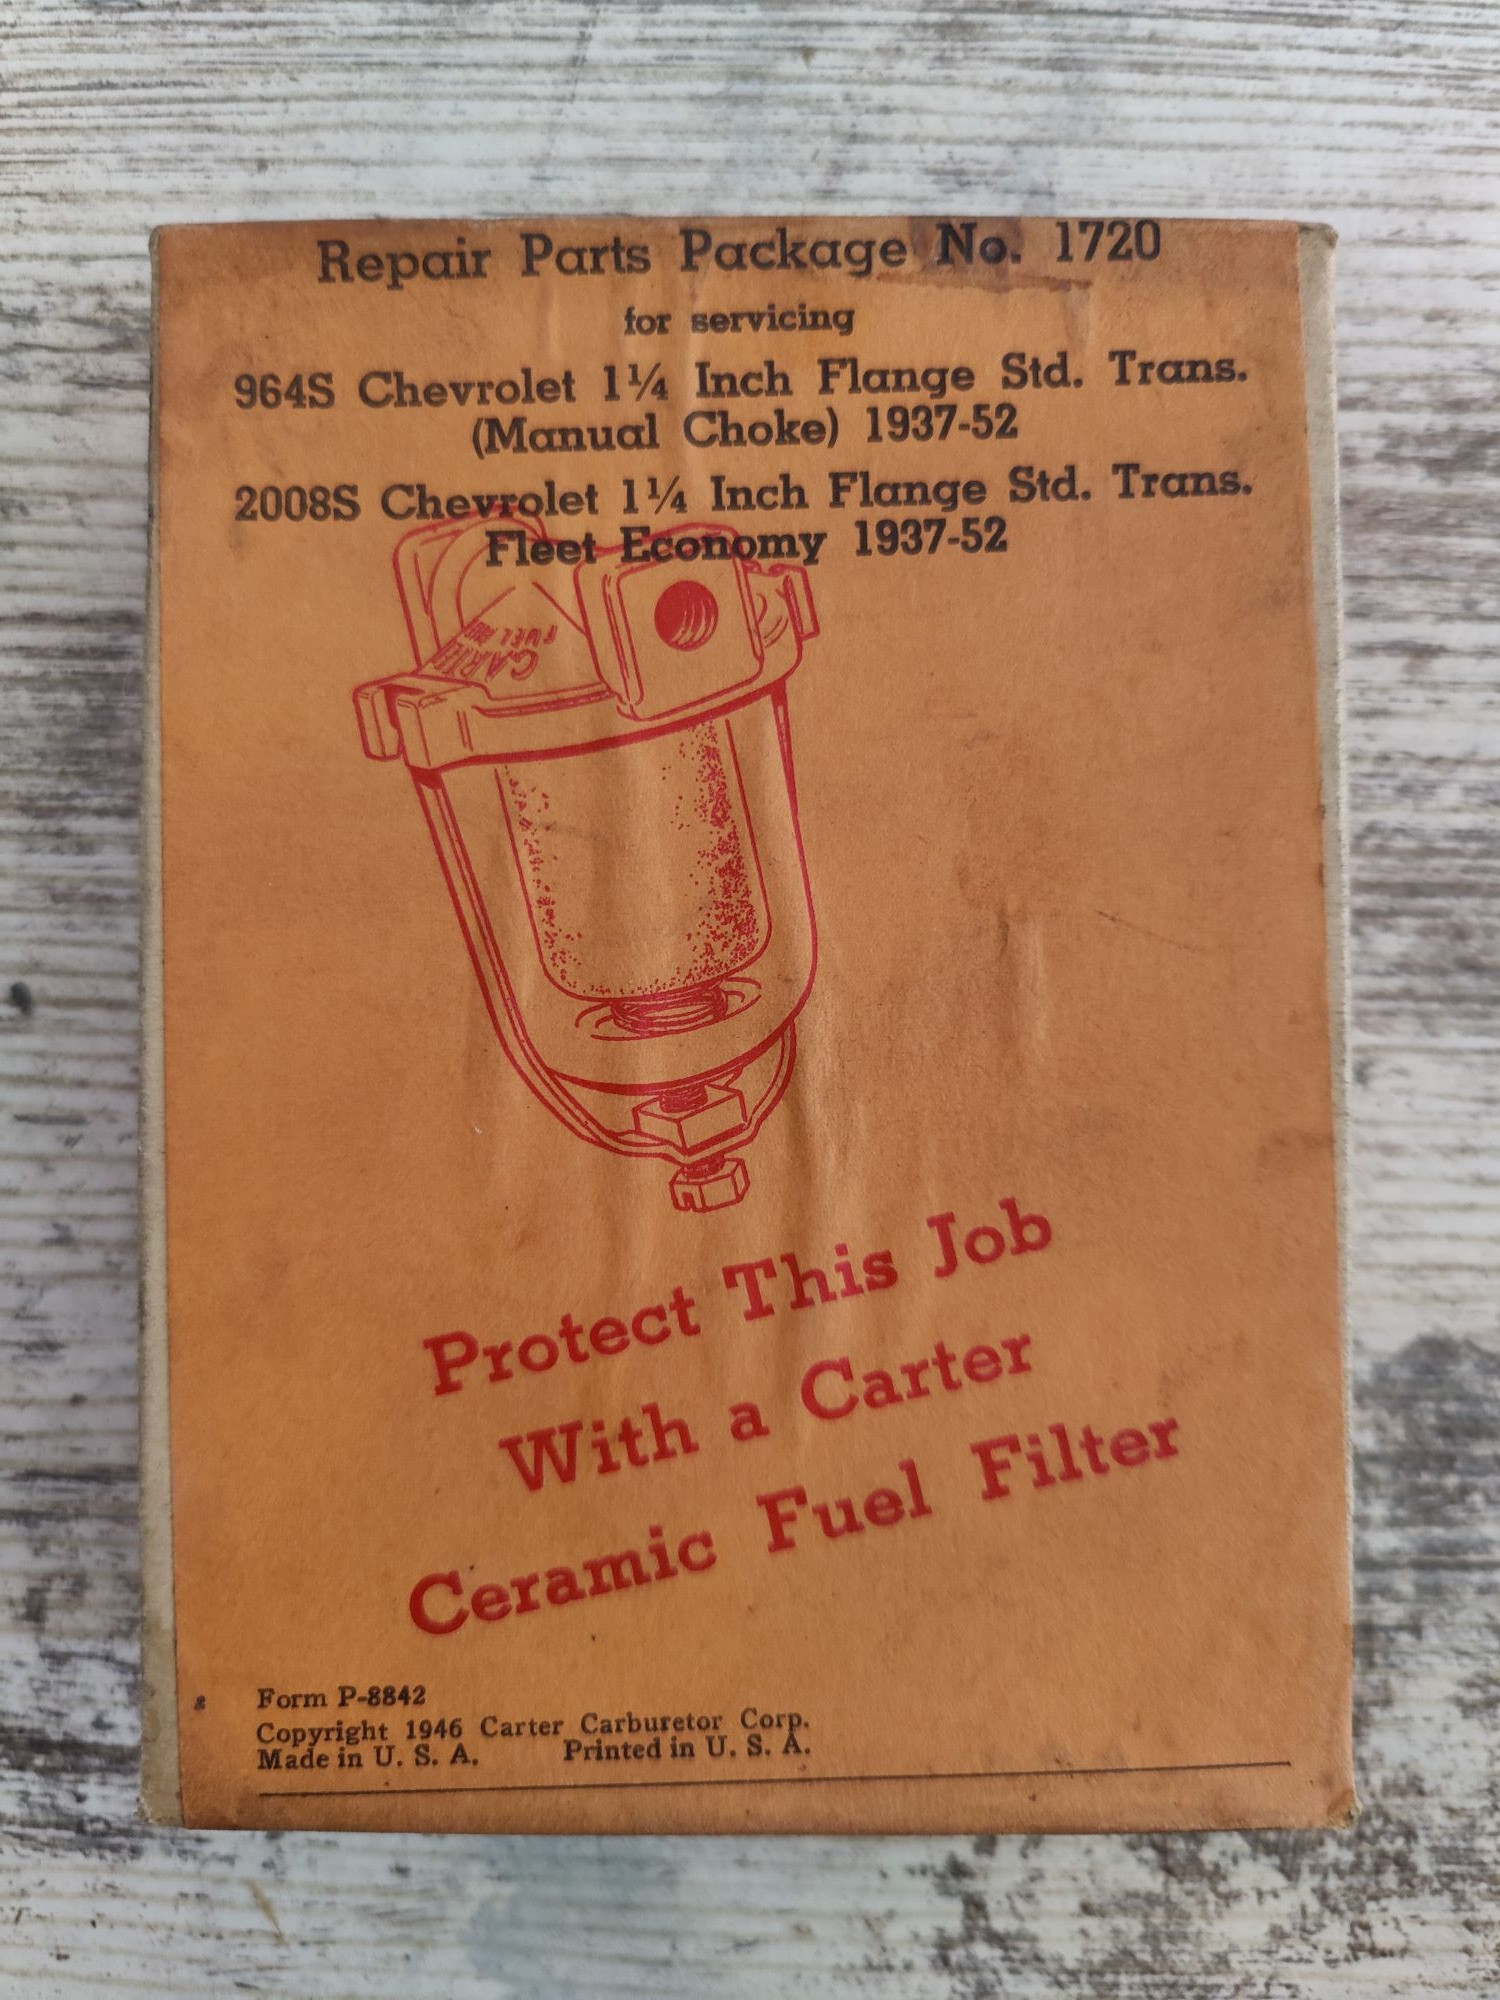 Repair Parts Package No. 1720
for servicing
964S Chevrolet 1¼ Inch Flange Std. Trans.
(Manual Choke) 1937-52
2008S Chevrolet 1¼ Inch Flange Std. Trans.
Fleet Economy 1937-52
Protect This Job
With a Carter
Ceramic Fuel Filter
Form P-8842
Copyright 1946 Carter Carburetor Corp.
Made in U. S. A. Printed in U. S. A.